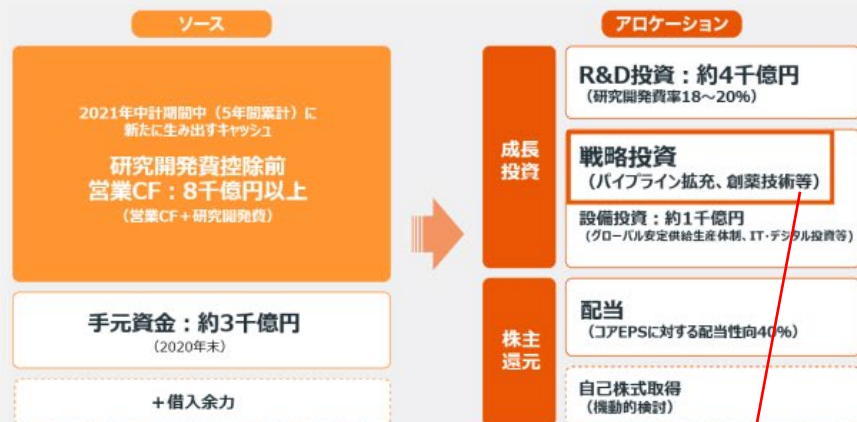 ソース
2021年中計期間中（5年間累計）に
新たに生み出すキャッシュ
研究開発費控除前
営業CF：8千億円以上
（営業CF＋研究開発費）
手元資金：約3千億円
（2020年末）
＋借入余力
アロケーション
成長
投資
R&D投資：約4千億円
（研究開発費率18～20%）
戦略投資
（パイプライン拡充、創薬技術等）
設備投資：約1千億円
（グローバル安定供給生産体制、IT・デジタル投資等）
株主
還元
配当
（コアEPSに対する配当性向40%）
自己株式取得
（機動的検討）